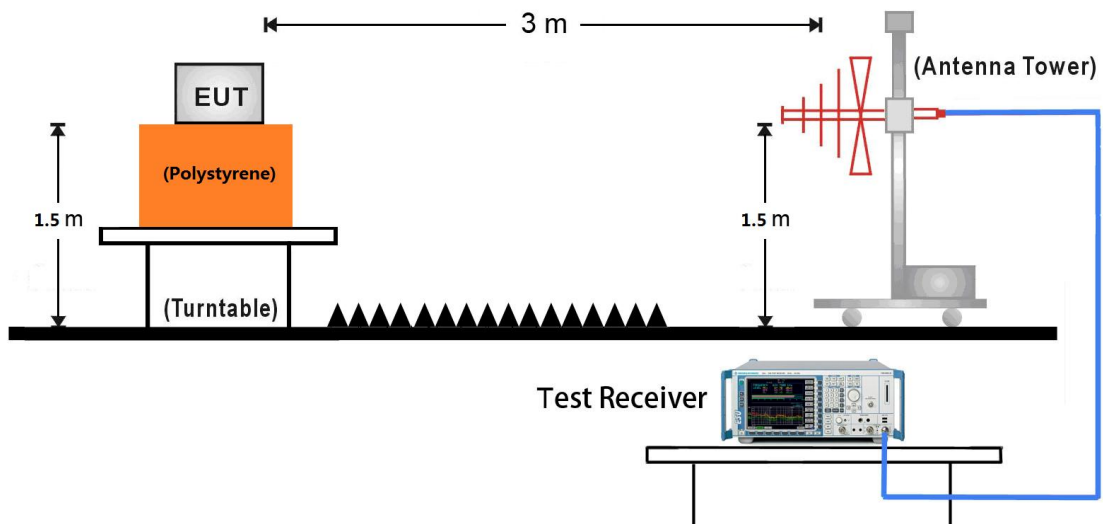 3 m
EUT
(Antenna Tower)
(Polystyrene)
1.5 m
1.5 m
(Turntable)
Test Receiver